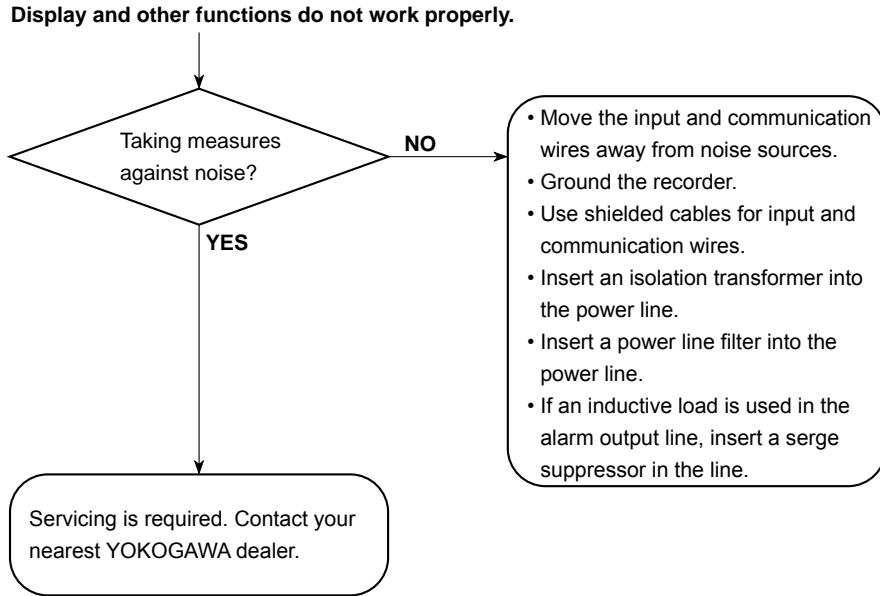 Display and other functions do not work properly.
Taking measures
against noise?
NO
YES
• Move the input and communication
wires away from noise sources.
• Ground the recorder.
• Use shielded cables for input and
communication wires.
• Insert an isolation transformer into
the power line.
• Insert a power line filter into the
power line.
• If an inductive load is used in the
alarm output line, insert a serge
suppressor in the line.
Servicing is required. Contact your
nearest YOKOGAWA dealer.